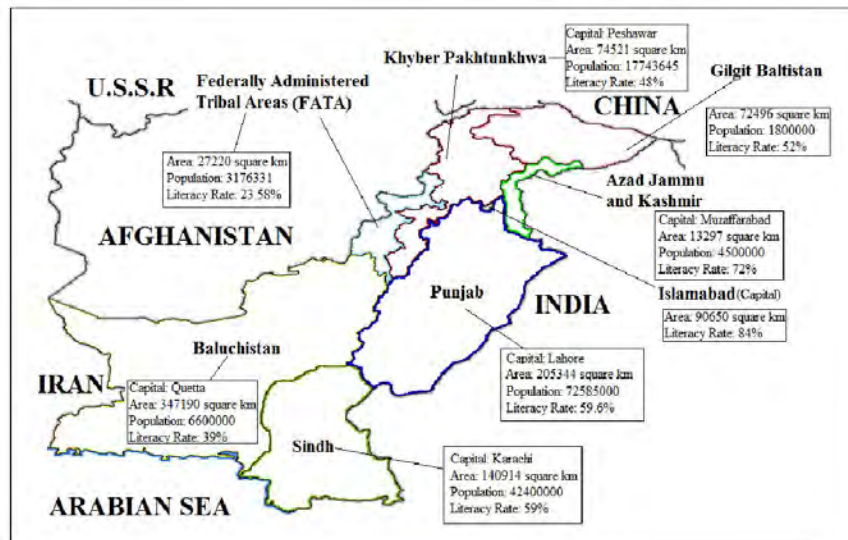 Capital: Peshawar
Area: 74521 square km
Population: 17743645
Literacy Rate: 48%
Khyber Pakhtunkhwa
Gilgit Baltistan
U.S.S.R
Federally Administered
Tribal Areas (FATA)
CHINA
Area: 72496 square km
Population: 1800000
Literacy Rate: 52%
Area: 27220 square km
Population: 3176331
Literacy Rate: 23.58%
Azad Jammu
and Kashmir
Capital: Muzaffarabad
Area: 13297 square km
Population: 4500000
Literacy Rate: 72%
AFGHANISTAN
Punjab
INDIA
Islamabad(Capital)
Area: 90650 square km
Literacy Rate: 84%
Baluchistan
Capital: Lahore
Area: 205344 square km
Population: 72585000
Literacy Rate: 59.6%
IRAN
Capital: Quetta
Area: 347190 square km
Population: 6600000
Literacy Rate: 39%
Sindh
Capital: Karachi
Area: 140914 square km
Population: 42400000
Literacy Rate: 59%
ARABIAN SEA